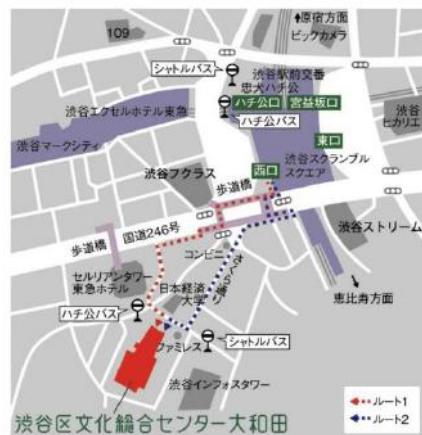 ↑原宿方面
ビックカメラ
109
シャトルバス
渋谷駅前交番
忠犬ハチ公
ハチ公口
宮益坂口
ハチ公バス
渋谷エクセルホテル東急
渋谷
ヒカリエ
東口
渋谷マークシティ
西口
渋谷スクランブル
スクエア
渋谷フクラス
歩道橋
国道246号
歩道橋
渋谷ストリーム
コンビニ
さくら通り
セルリアンタワー
東急ホテル
日本経済
大学
恵比寿方面
ハチ公バス
シャトルバス
ファミレス
渋谷インフォスタワー
ルート1
ルート2
渋谷区文化総合センター大和田